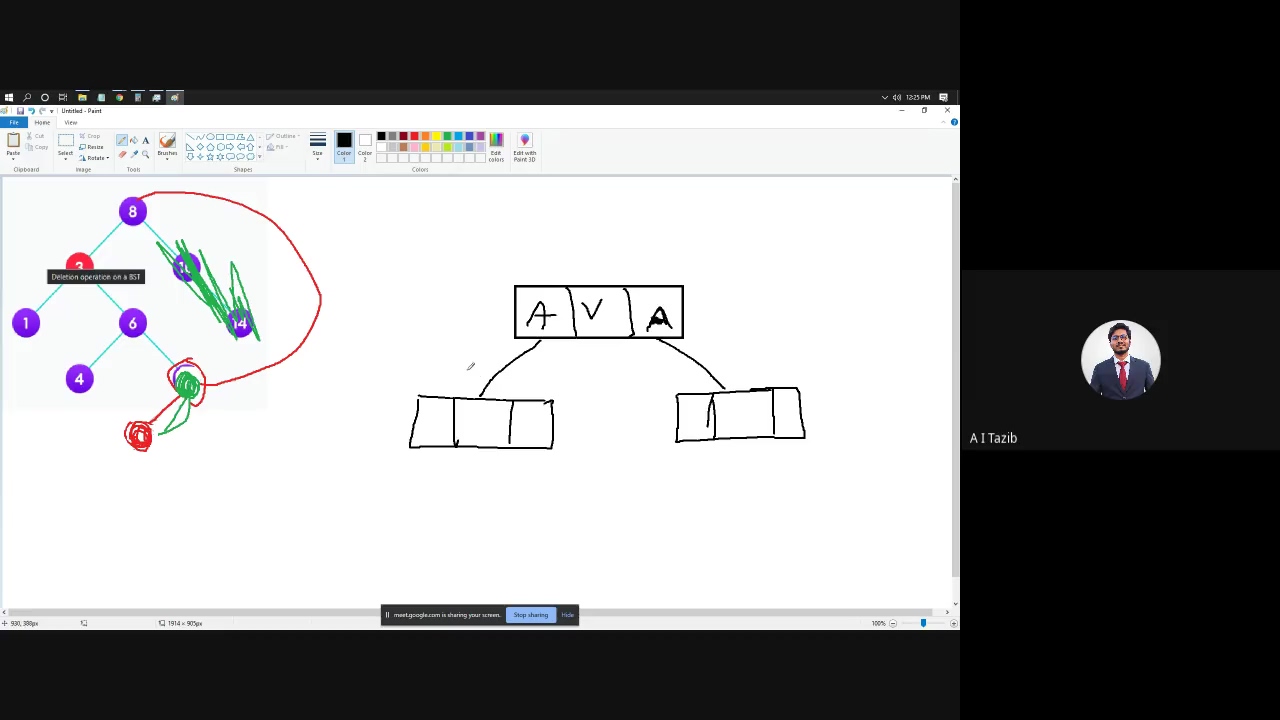 12:25 PM
Untitled - Paint
File Home View
Paste
Cut
Copy
Clipboard
Select
Crop
Resize
Rotate
Image
A
Tools
Brushes
Outline
Fill
Shapes
Size
Color 1
Color 2
Edit colors
Edit with Paint 3D
Colors
8
3
Deletion operation on a BST
14
1
6
4
A V A
A I Tazib
meet.google.com is sharing your screen. Stop sharing Hide
930, 388px
1914 × 905px
100%